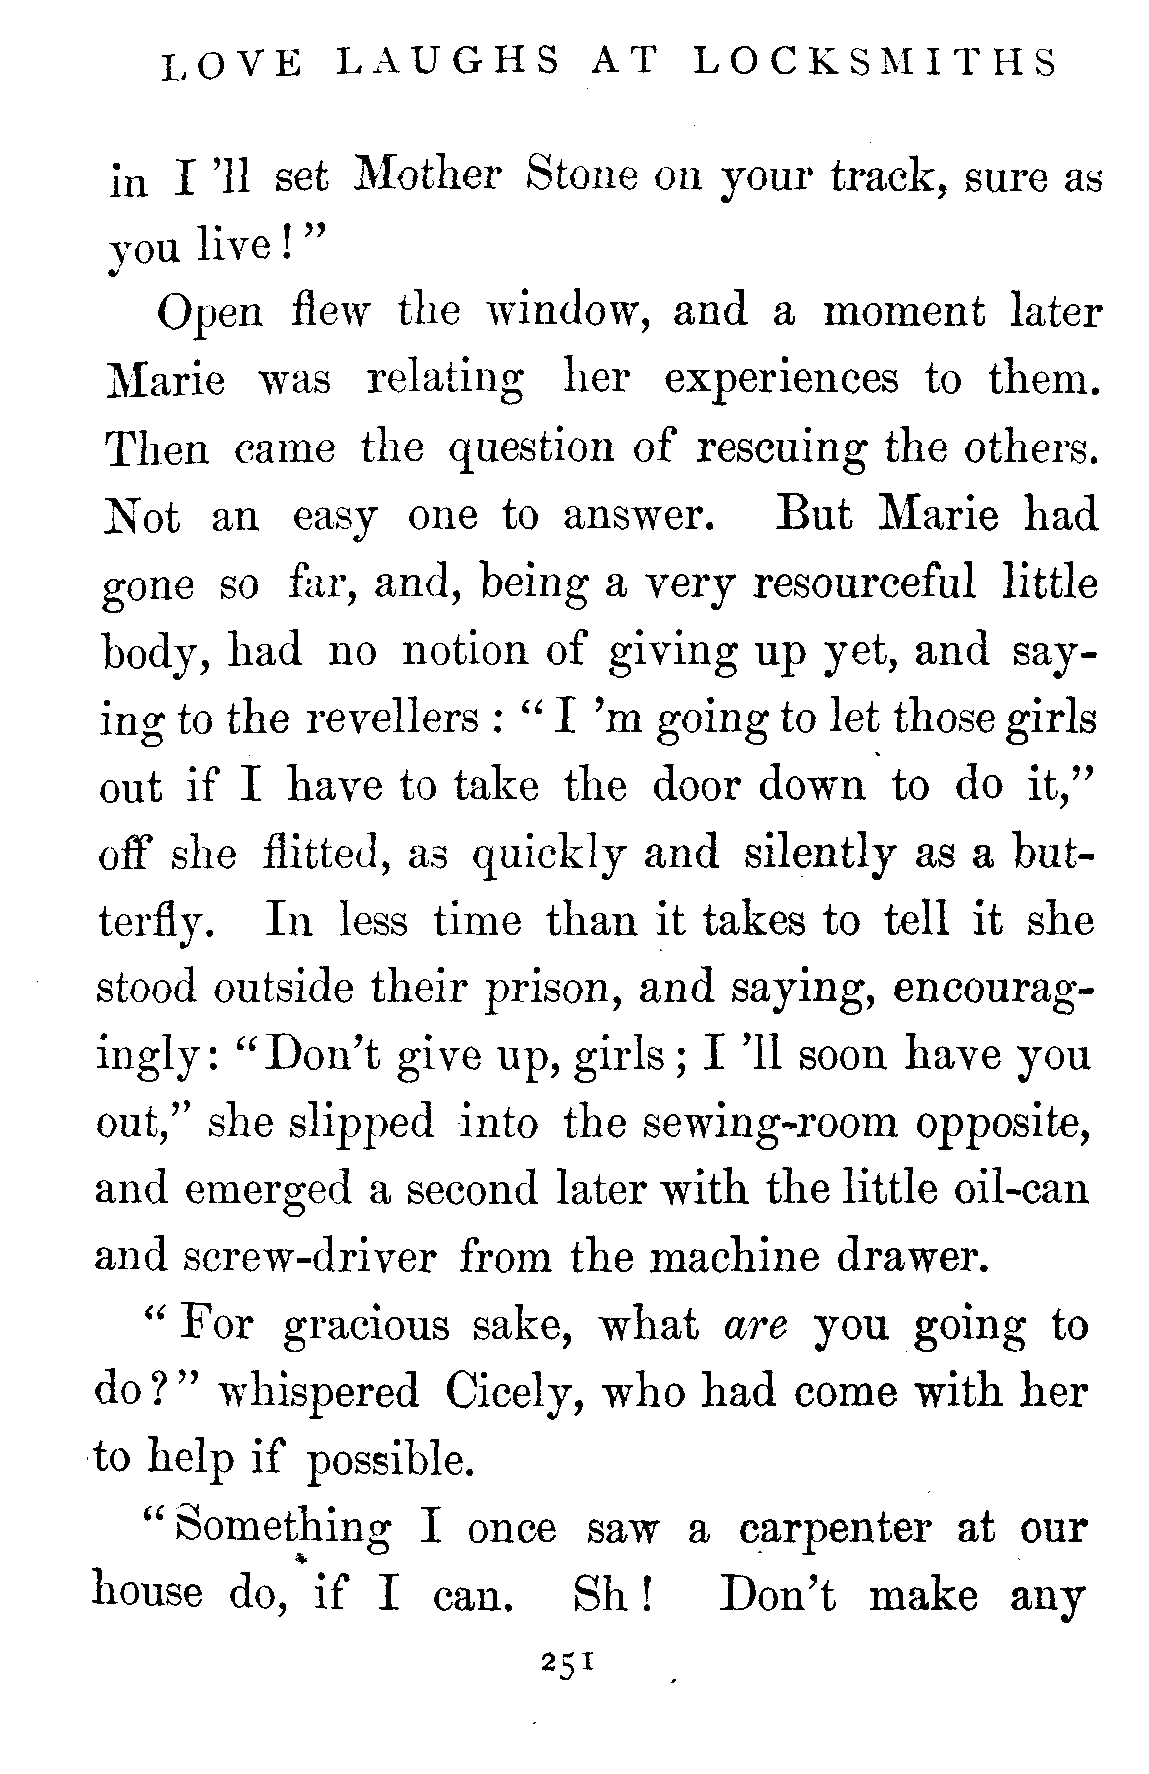 LOVE LAUGHS AT LOCKSMITHS
in I 'll set Mother Stone on your track, sure as
you live! ”
Open flew the window, and a moment later
Marie was relating her experiences to them.
Then came the question of rescuing the others.
Not an easy one to answer. But Marie had
gone so far, and, being a very resourceful little
body, had no notion of giving up yet, and say-
ing to the revellers : “ I 'm going to let those girls
out if I have to take the door down to do it,”
off she flitted, as quickly and silently as a but-
terfly. In less time than it takes to tell it she
stood outside their prison, and saying, encourag-
ingly: “Don't give up, girls ; I 'll soon have you
out,” she slipped into the sewing-room opposite,
and emerged a second later with the little oil-can
and screw-driver from the machine drawer.
“ For gracious sake, what are you going to
do? ” whispered Cicely, who had come with her
to help if possible.
“ Something I once saw a carpenter at our
house do, if I can. Sh ! Don't make any
251